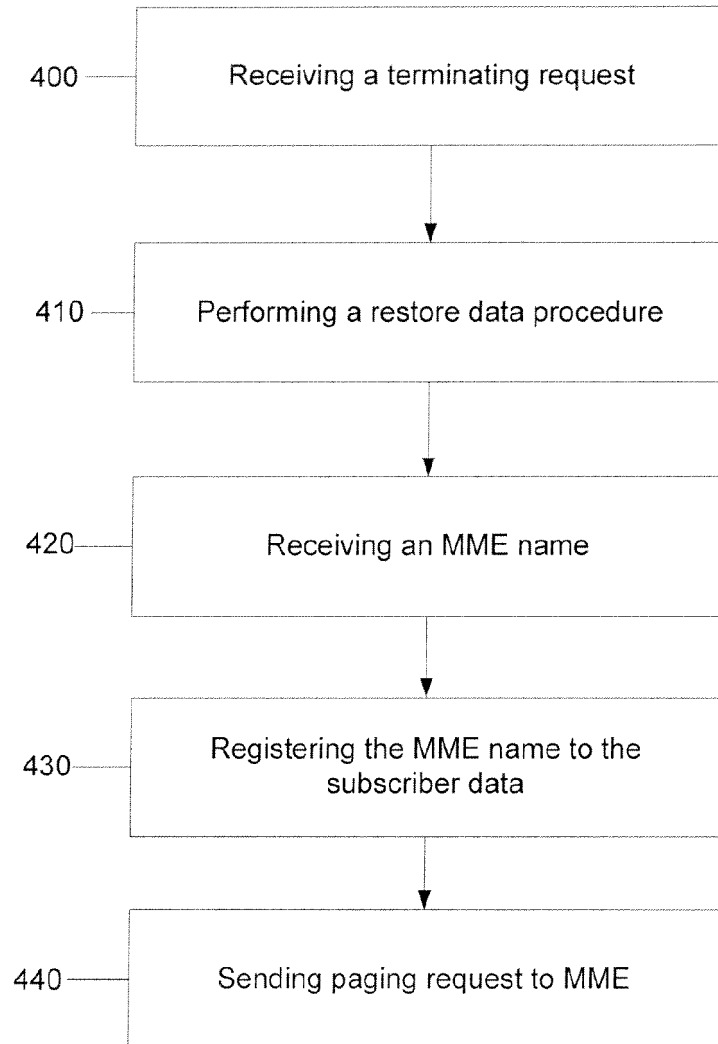 400
Receiving a terminating request
410
Performing a restore data procedure
420
Receiving an MME name
430
Registering the MME name to the
subscriber data
440
Sending paging request to MME